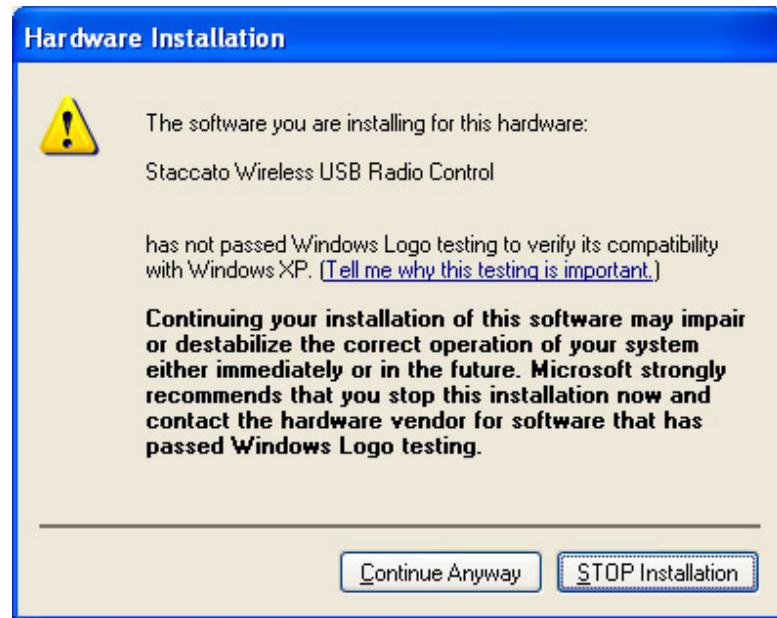 Hardware Installation
The software you are installing for this hardware:
Staccato Wireless USB Radio Control
has not passed Windows Logo testing to verify its compatibility
with Windows XP. (Tell me why this testing is important.)
Continuing your installation of this software may impair
or destabilize the correct operation of your system
either immediately or in the future. Microsoft strongly
recommends that you stop this installation now and
contact the hardware vendor for software that has
passed Windows Logo testing.
Continue Anyway
STOP Installation